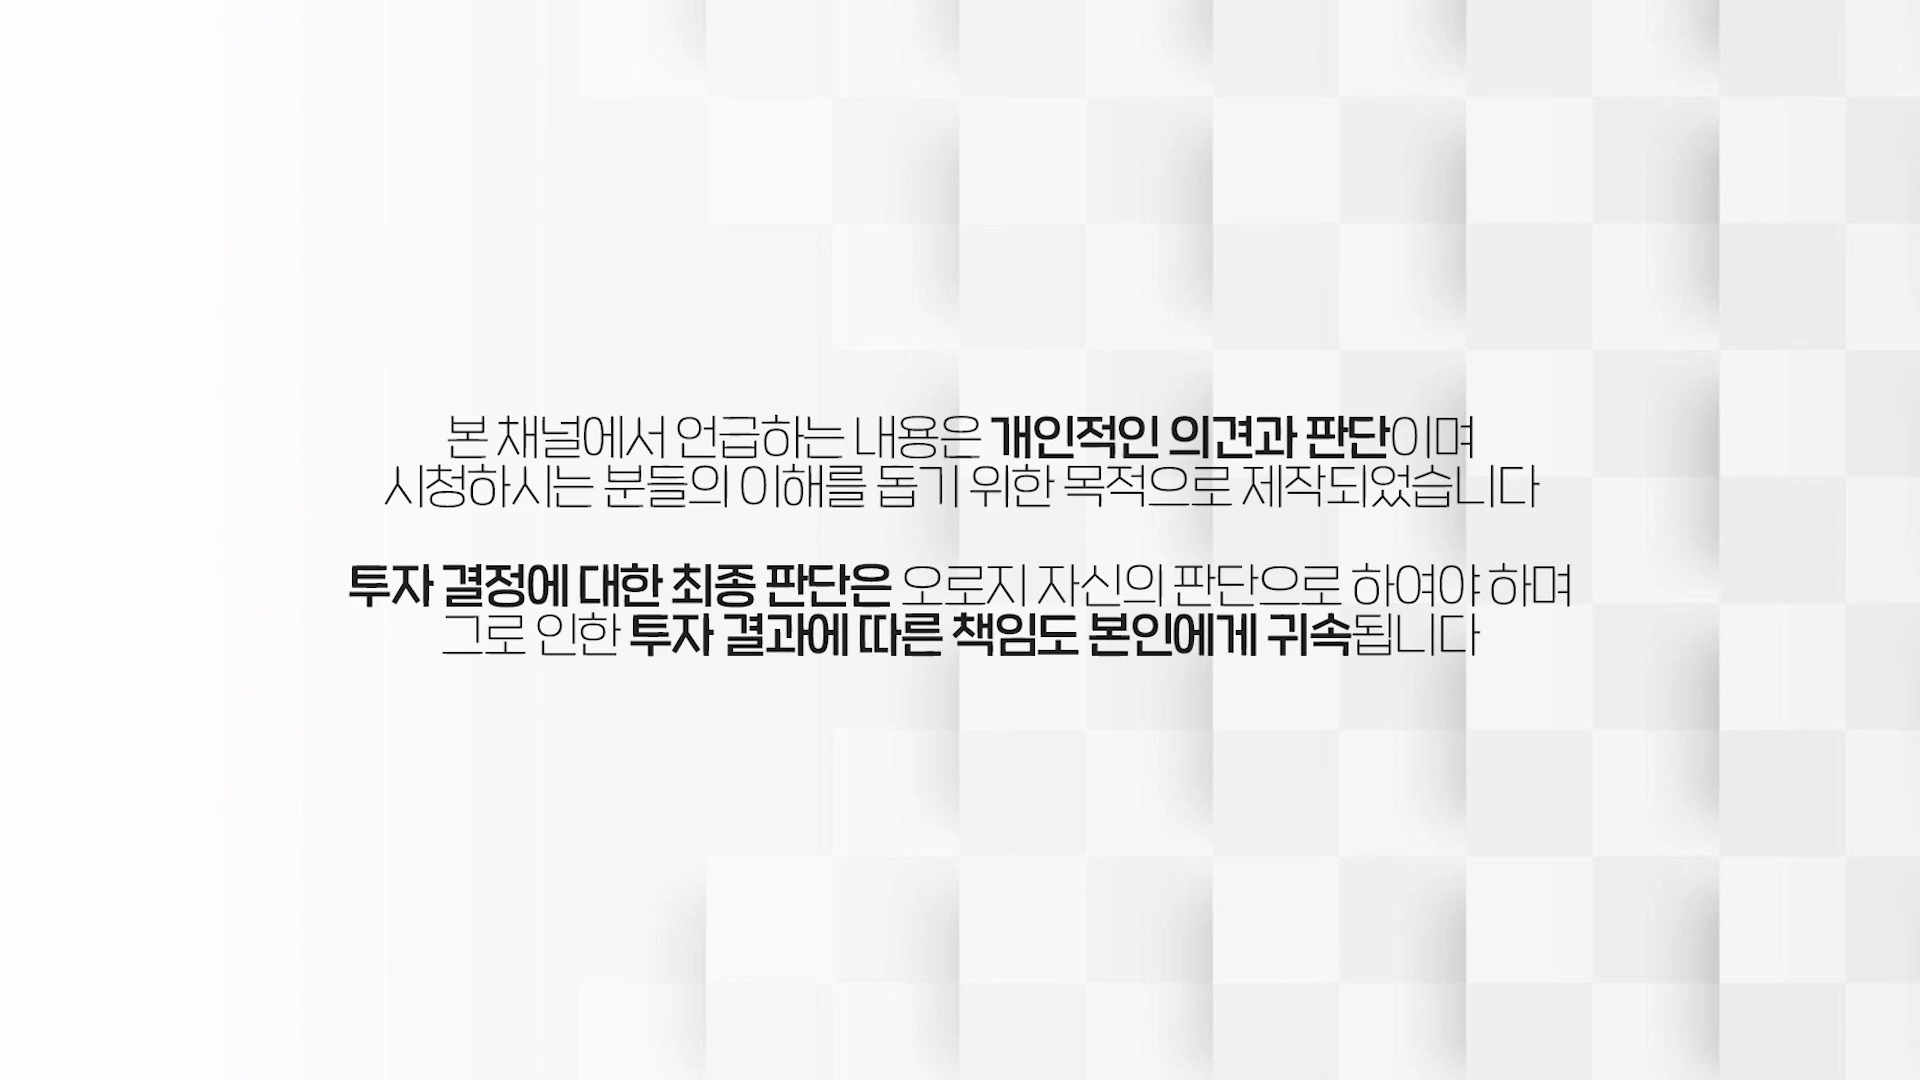 본 채널에서 언급하는 내용은 개인적인 의견과 판단이며
시청하시는 분들의 이해를 돕기 위한 목적으로 제작되었습니다
투자 결정에 대한 최종 판단은 오로지 자신의 판단으로 하여야 하며
그로 인한 투자 결과에 따른 책임도 본인에게 귀속됩니다